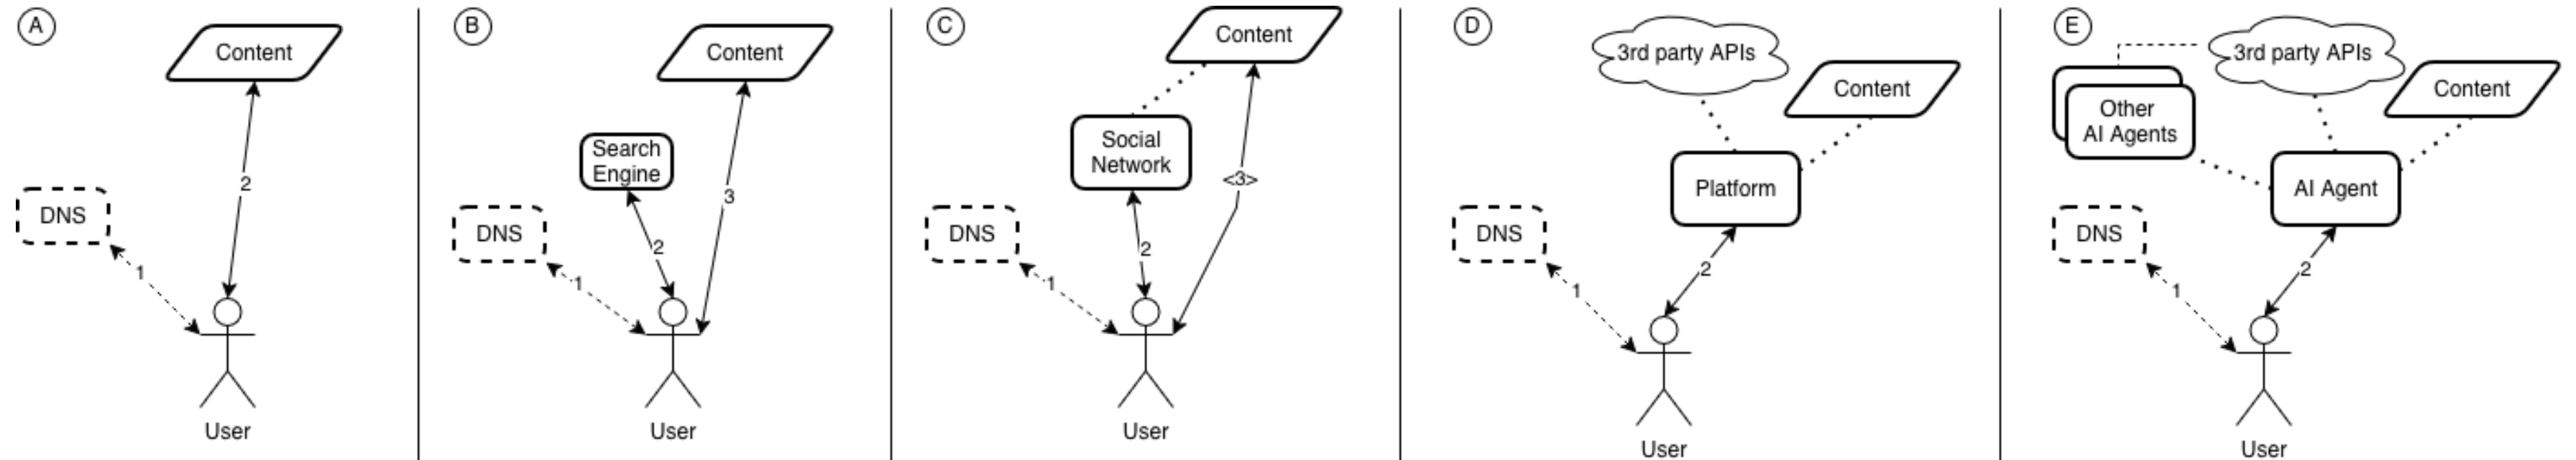 A
Content
2
DNS
1
User
B
Content
Search
Engine
3
DNS
2
1
User
C
Content
Social
Network
<3>
DNS
2
1
User
D
3rd party APIs
Content
Platform
DNS
2
1
User
E
3rd party APIs
Content
Other
AI Agents
AI Agent
DNS
2
1
User